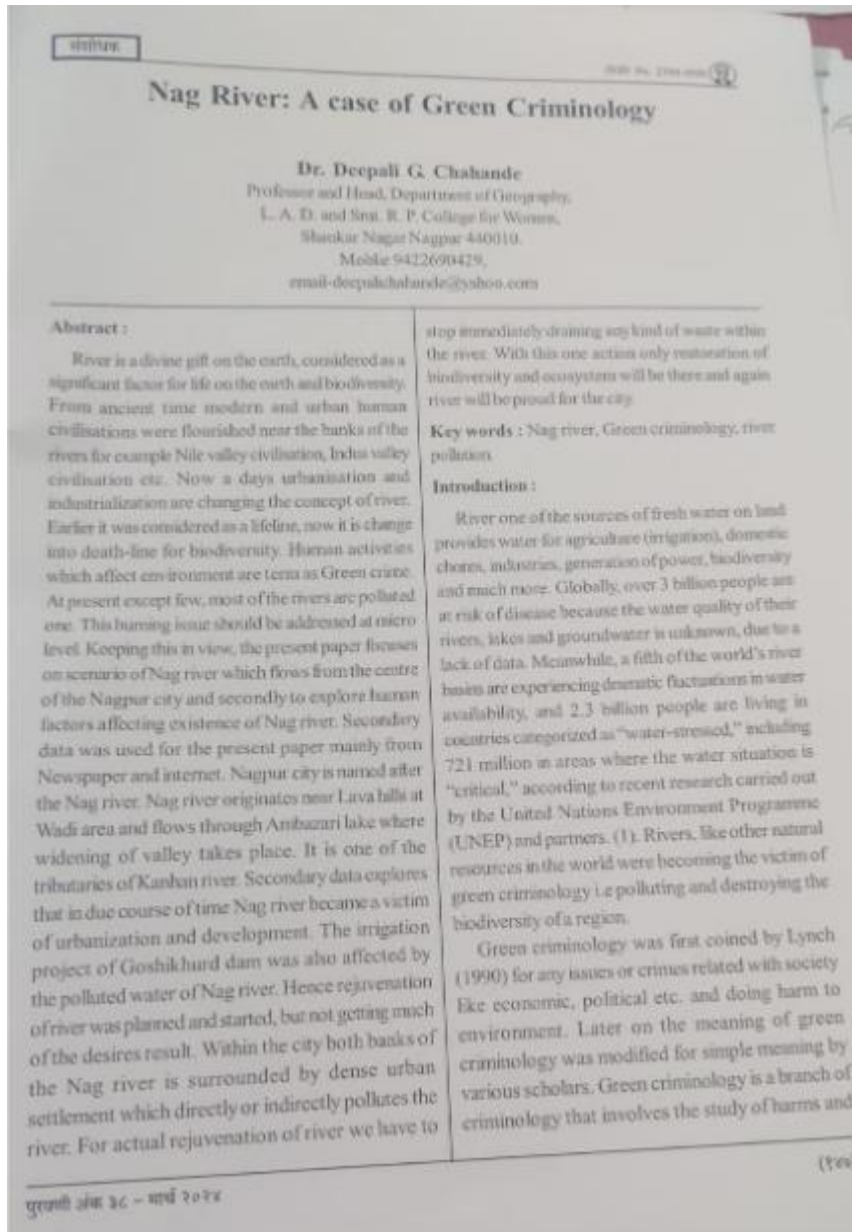 संशोधक
Nag River: A case of Green Criminology
Dr. Deepali G. Chahande
Professor and Head, Department of Geography,
L. A. D. and Smt. R. P. College for Women,
Shankar Nagar Nagpur 440010.
Mobile 9422690429,
email-deepalichahande@yahoo.com
Abstract :
River is a divine gift on the earth, considered as a
significant factor for life on the earth and biodiversity.
From ancient time modern and urban human
civilisations were flourished near the banks of the
rivers for example Nile valley civilisation, Indus valley
civilisation etc. Now a days urbanisation and
industrialization are changing the concept of river.
Earlier it was considered as a lifeline, now it is change
into death-line for biodiversity. Human activities
which affect environment are term as Green crime.
At present except few, most of the rivers are polluted
one. This burning issue should be addressed at micro
level. Keeping this in view, the present paper focuses
on scenario of Nag river which flows from the centre
of the Nagpur city and secondly to explore human
factors affecting existence of Nag river. Secondary
data was used for the present paper mainly from
Newspaper and internet. Nagpur city is named after
the Nag river. Nag river originates near Lava hills at
Wadi area and flows through Ambazari lake where
widening of valley takes place. It is one of the
tributaries of Kanhan river. Secondary data explores
that in due course of time Nag river became a victim
of urbanization and development. The irrigation
project of Goshikhurd dam was also affected by
the polluted water of Nag river. Hence rejuvenation
of river was planned and started, but not getting much
of the desires result. Within the city both banks of
the Nag river is surrounded by dense urban
settlement which directly or indirectly pollutes the
river. For actual rejuvenation of river we have to
stop immediately draining any kind of waste within
the river. With this one action only restoration of
biodiversity and ecosystem will be there and again
river will be proud for the city.
Key words : Nag river, Green criminology, river
pollution
Introduction :
River one of the sources of fresh water on land
provides water for agriculture (irrigation), domestic
chores, industries, generation of power, biodiversity
and much more. Globally, over 3 billion people are
at risk of disease because the water quality of their
rivers, lakes and groundwater is unknown, due to a
lack of data. Meanwhile, a fifth of the world's river
basins are experiencing dramatic fluctuations in water
availability, and 2.3 billion people are living in
countries categorized as "water-stressed," including
721 million in areas where the water situation is
"critical," according to recent research carried out
by the United Nations Environment Programme
(UNEP) and partners. (1). Rivers, like other natural
resources in the world were becoming the victim of
green criminology i.e polluting and destroying the
biodiversity of a region.
Green criminology was first coined by Lynch
(1990) for any issues or crimes related with society
like economic, political etc. and doing harm to
environment. Later on the meaning of green
criminology was modified for simple meaning by
various scholars. Green criminology is a branch of
criminology that involves the study of harms and
पुरवणी अंक ३८ – मार्च २०२४